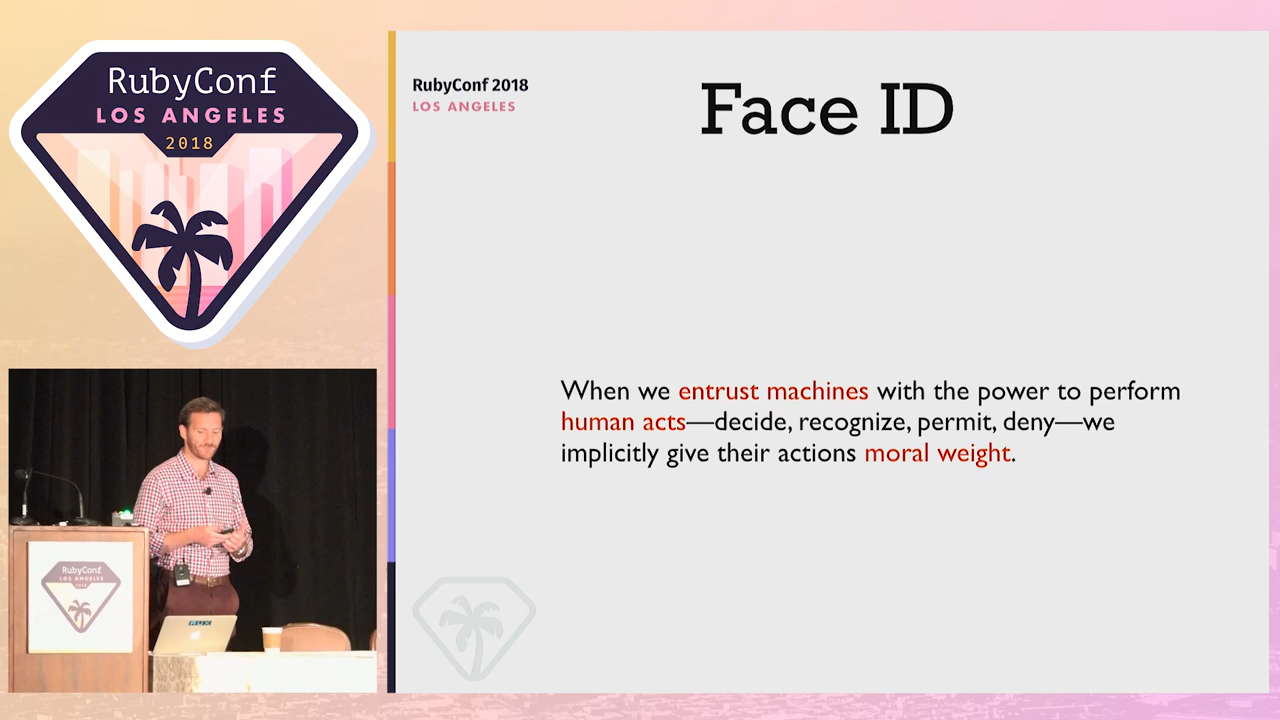 RubyConf
LOS ANGELES
2018
RubyConf 2018
LOS ANGELES
Face ID
When we entrust machines with the power to perform
human acts—decide, recognize, permit, deny—we
implicitly give their actions moral weight.
RubyConf
LOS ANGELES
2018